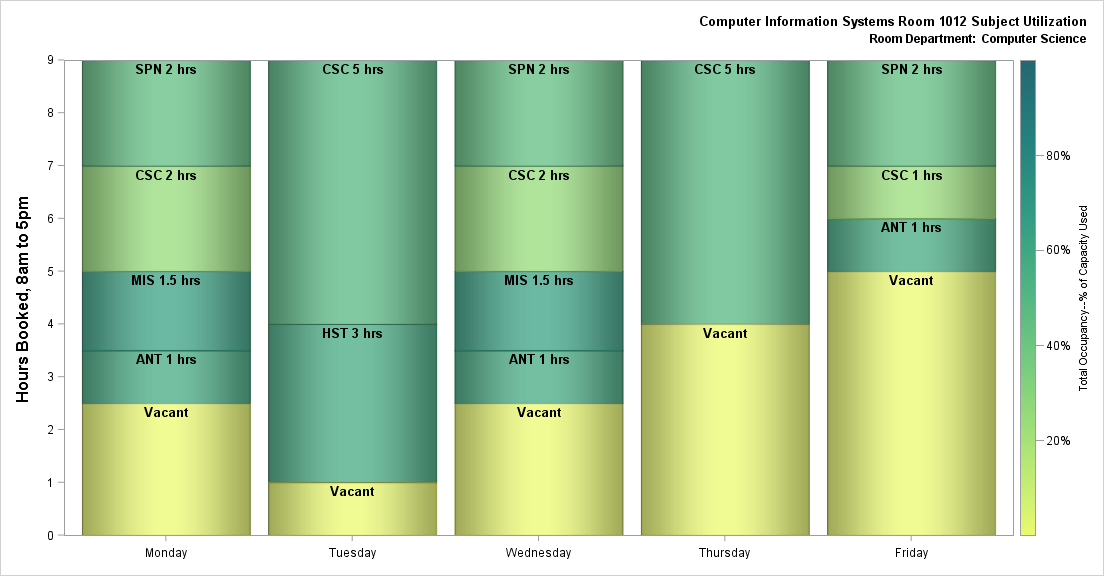 Computer Information Systems Room 1012 Subject Utilization
Room Department: Computer Science
Hours Booked, 8am to 5pm
9
8
7
6
5
4
3
2
1
0
SPN 2 hrs
CSC 2 hrs
MIS 1.5 hrs
ANT 1 hrs
Vacant
Monday
CSC 5 hrs
HST 3 hrs
Vacant
Tuesday
SPN 2 hrs
CSC 2 hrs
MIS 1.5 hrs
ANT 1 hrs
Vacant
Wednesday
CSC 5 hrs
Vacant
Thursday
SPN 2 hrs
CSC 1 hrs
ANT 1 hrs
Vacant
Friday
80%
60%
40%
20%
Total Occupancy--% of Capacity Used